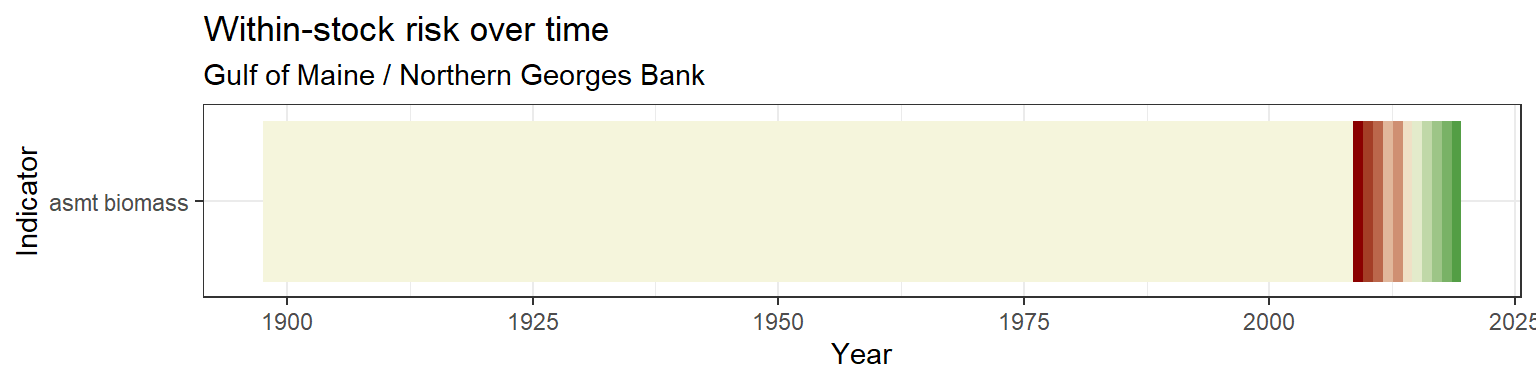 Within-stock risk over time
Gulf of Maine / Northern Georges Bank
Indicator
asmt biomass
1900 1925 1950 1975 2000 2025
Year